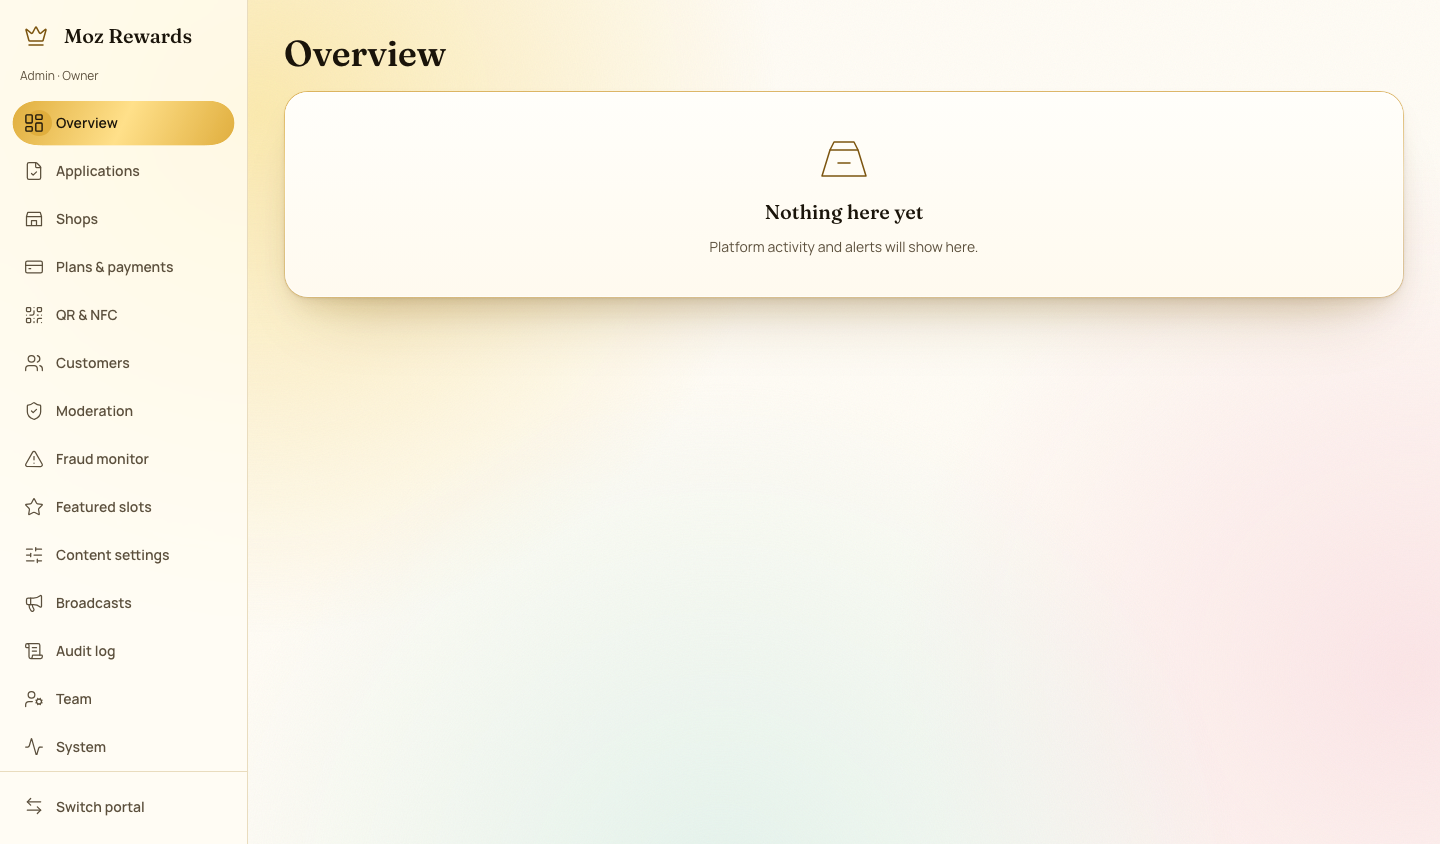 Moz Rewards
Admin · Owner
Overview
Applications
Shops
Plans & payments
QR & NFC
Customers
Moderation
Fraud monitor
Featured slots
Content settings
Broadcasts
Audit log
Team
System
Switch portal
Overview
Nothing here yet
Platform activity and alerts will show here.